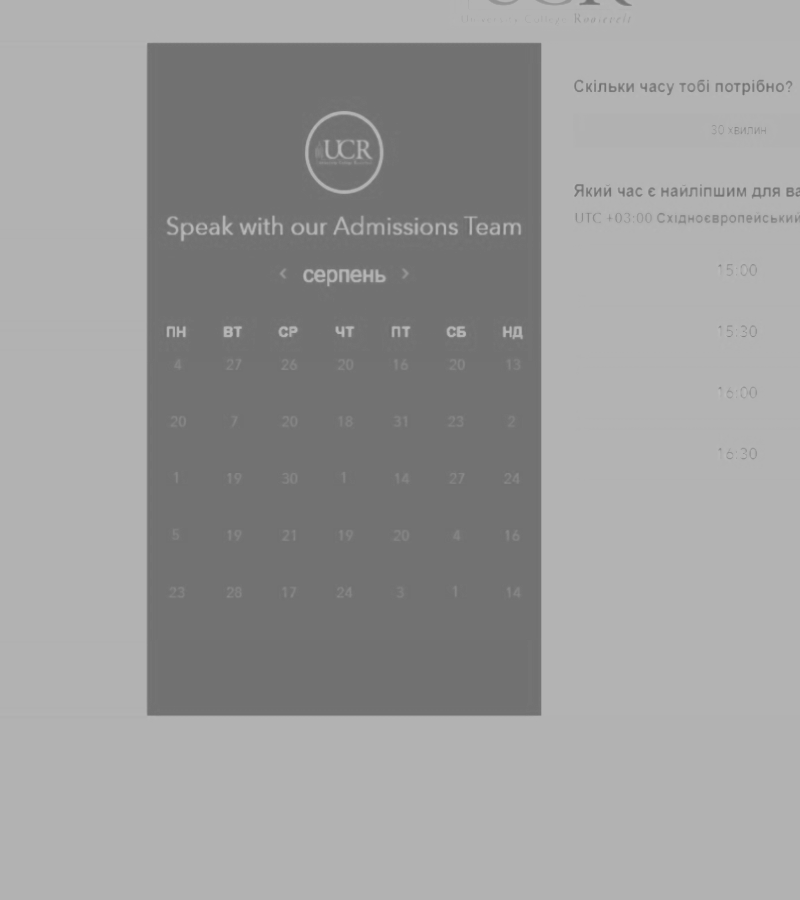 UCR
University College Roosevelt
UCR
Speak with our Admissions Team
‹ серпень ›
ПН ВТ СР ЧТ ПТ СБ НД
4 27 26 20 16 20 13
20 7 20 18 31 23 2
1 19 30 1 14 27 24
5 19 21 19 20 4 16
23 28 17 24 3 1 14
Скільки часу тобі потрібно?
30 хвилин
Який час є найліпшим для ва
UTC +03:00 Східноєвропейський
15:00
15:30
16:00
16:30